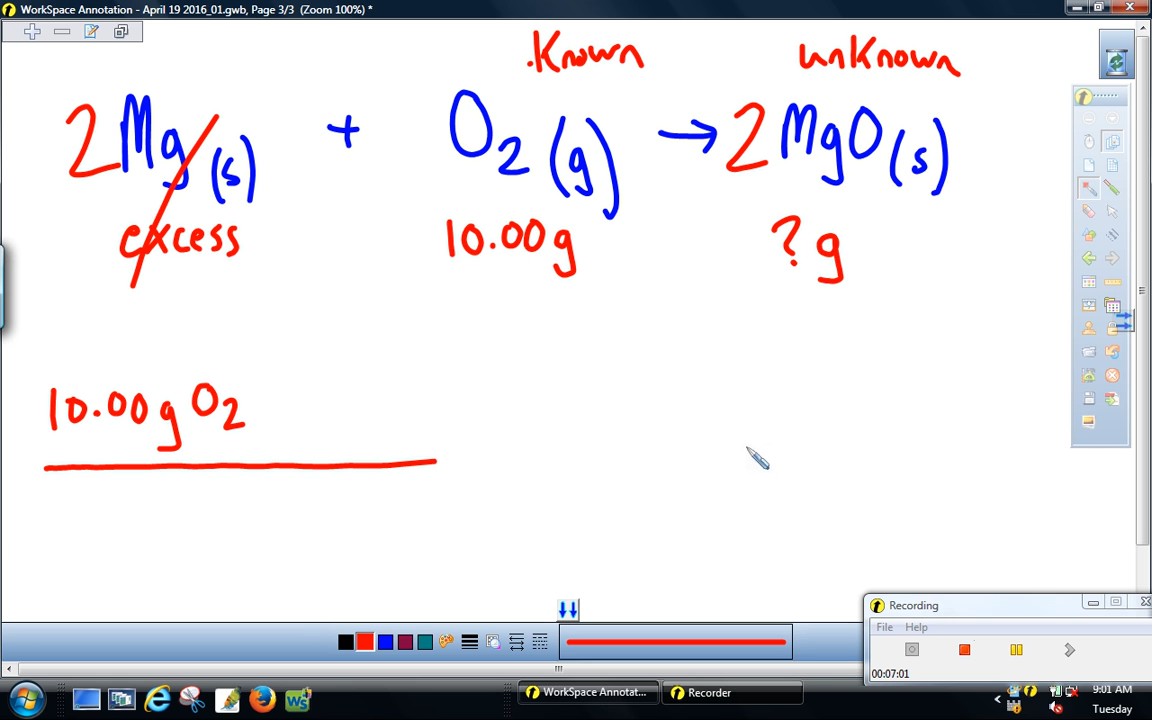 WorkSpace Annotation - April 19 2016_01.gwb, Page 3/3 (Zoom 100%) *
.Known unKnown
2Mg(s) + O2(g) → 2MgO(s)
excess 10.00g ? g
10.00g O2
Recording
File Help
00:07:01
WorkSpace Annotat... Recorder
9:01 AM
Tuesday